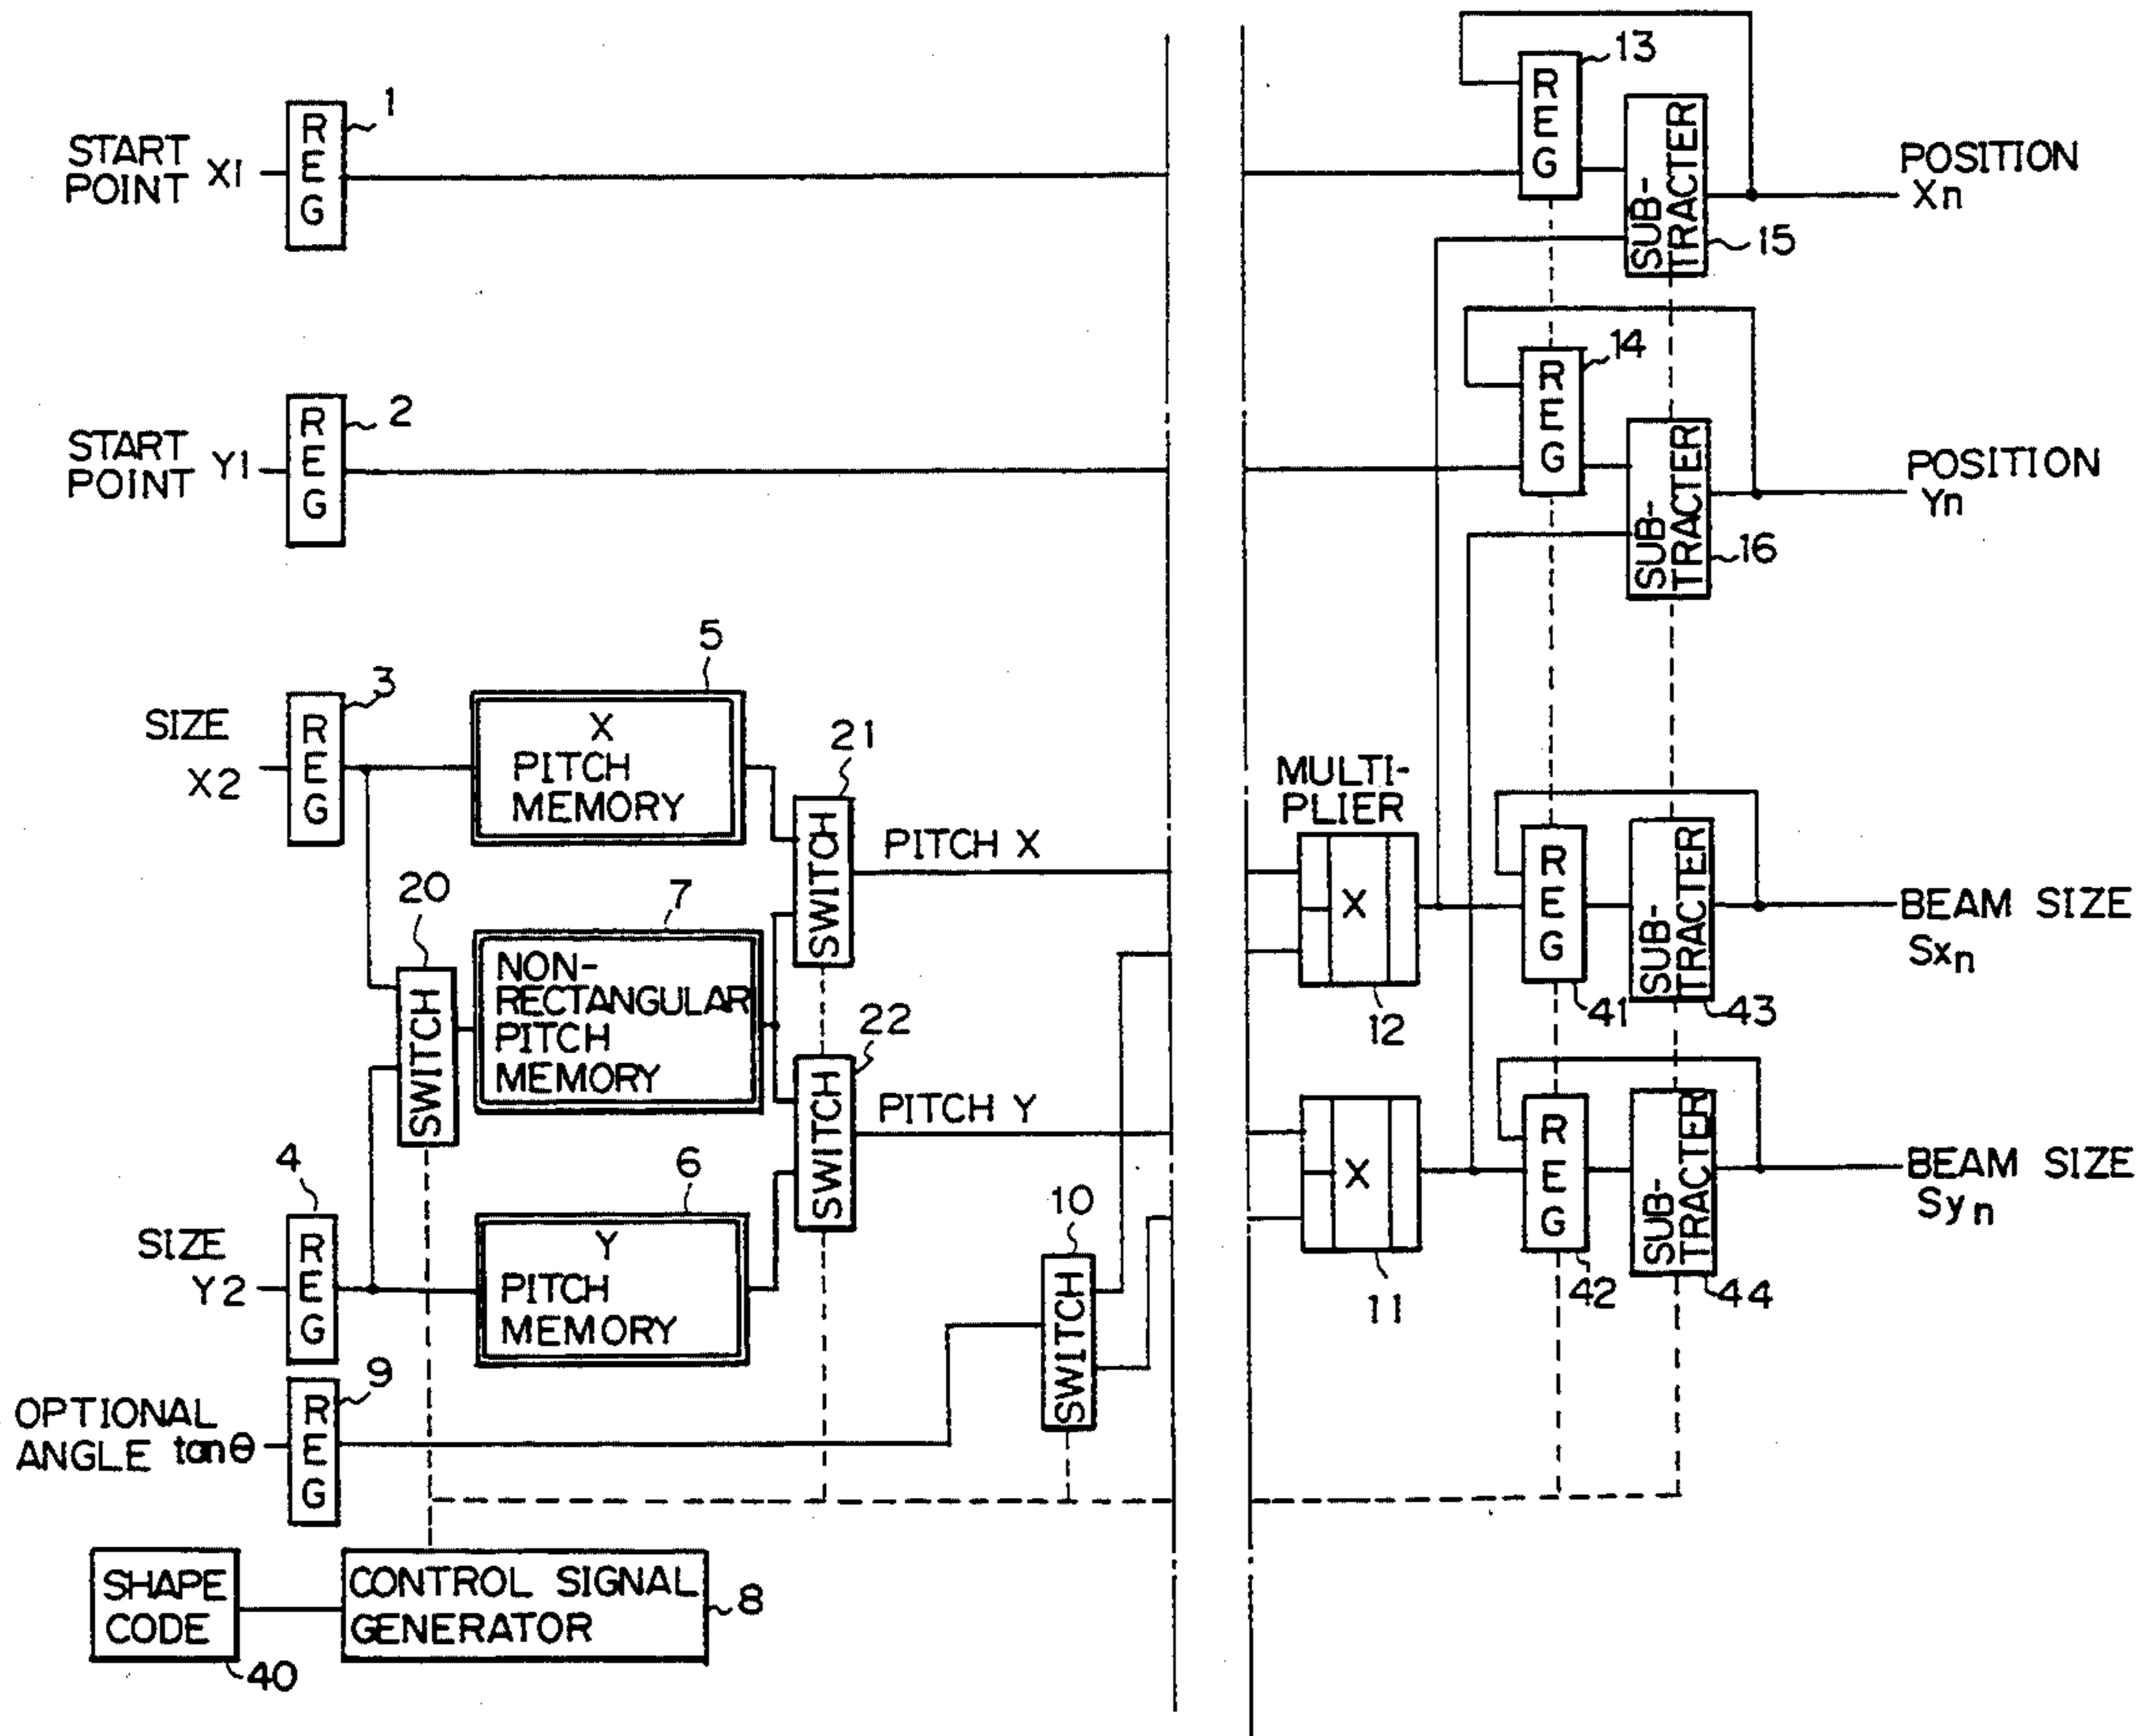 START
POINT X1
REG
1
START
POINT Y1
REG
2
SIZE
X2
REG
3
X
PITCH
MEMORY
5
SWITCH
20
NON-
RECTANGULAR
PITCH
MEMORY
7
SWITCH
21
PITCH X
SWITCH
22
PITCH Y
SIZE
Y2
REG
4
Y
PITCH
MEMORY
6
OPTIONAL
ANGLE tanθ
REG
9
SWITCH
10
SHAPE
CODE
40
CONTROL SIGNAL
GENERATOR
8
REG
13
SUB-
TRACTER
15
POSITION
Xn
REG
14
SUB-
TRACTER
16
POSITION
Yn
MULTI-
PLIER
X
12
REG
41
SUB-
TRACTER
43
BEAM SIZE
Sxn
X
11
REG
42
SUB-
TRACTER
44
BEAM SIZE
Syn